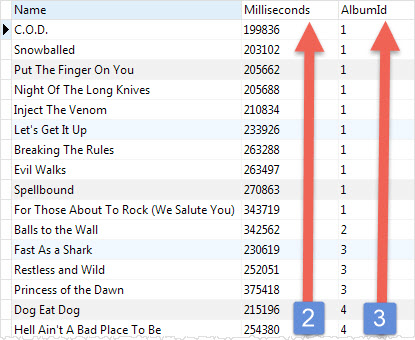 Name Milliseconds AlbumId
C.O.D. 199836 1
Snowballed 203102 1
Put The Finger On You 205662 1
Night Of The Long Knives 205688 1
Inject The Venom 210834 1
Let's Get It Up 233926 1
Breaking The Rules 263288 1
Evil Walks 263497 1
Spellbound 270863 1
For Those About To Rock (We Salute You) 343719 1
Balls to the Wall 342562 2
Fast As a Shark 230619 3
Restless and Wild 252051 3
Princess of the Dawn 375418 3
Dog Eat Dog 215196 4
Hell Ain't A Bad Place To Be 254380 4
2 3